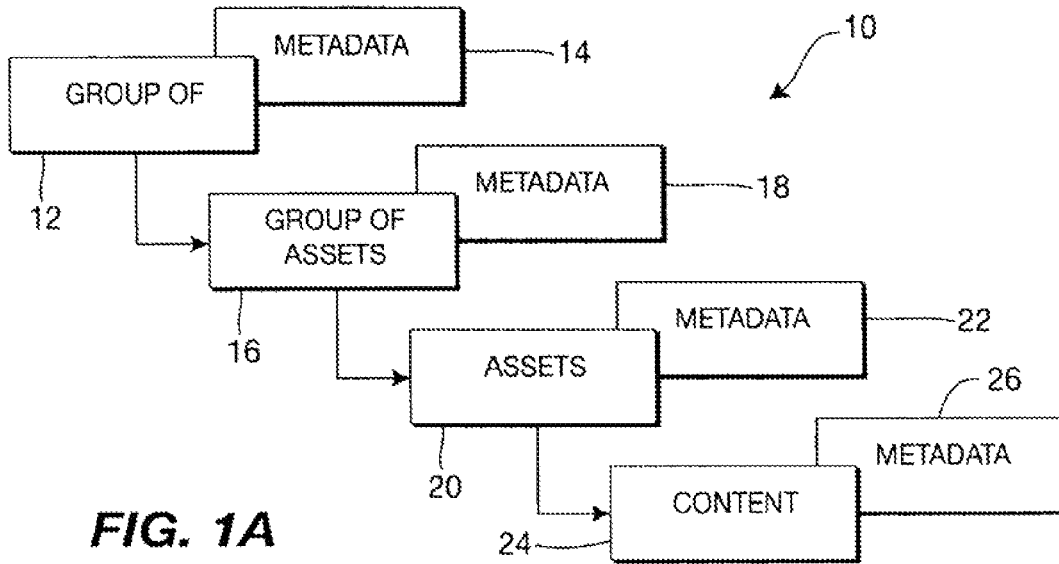 METADATA
10
14
GROUP OF
12
METADATA
18
GROUP OF
ASSETS
16
METADATA
22
ASSETS
20
26
METADATA
CONTENT
24
FIG. 1A